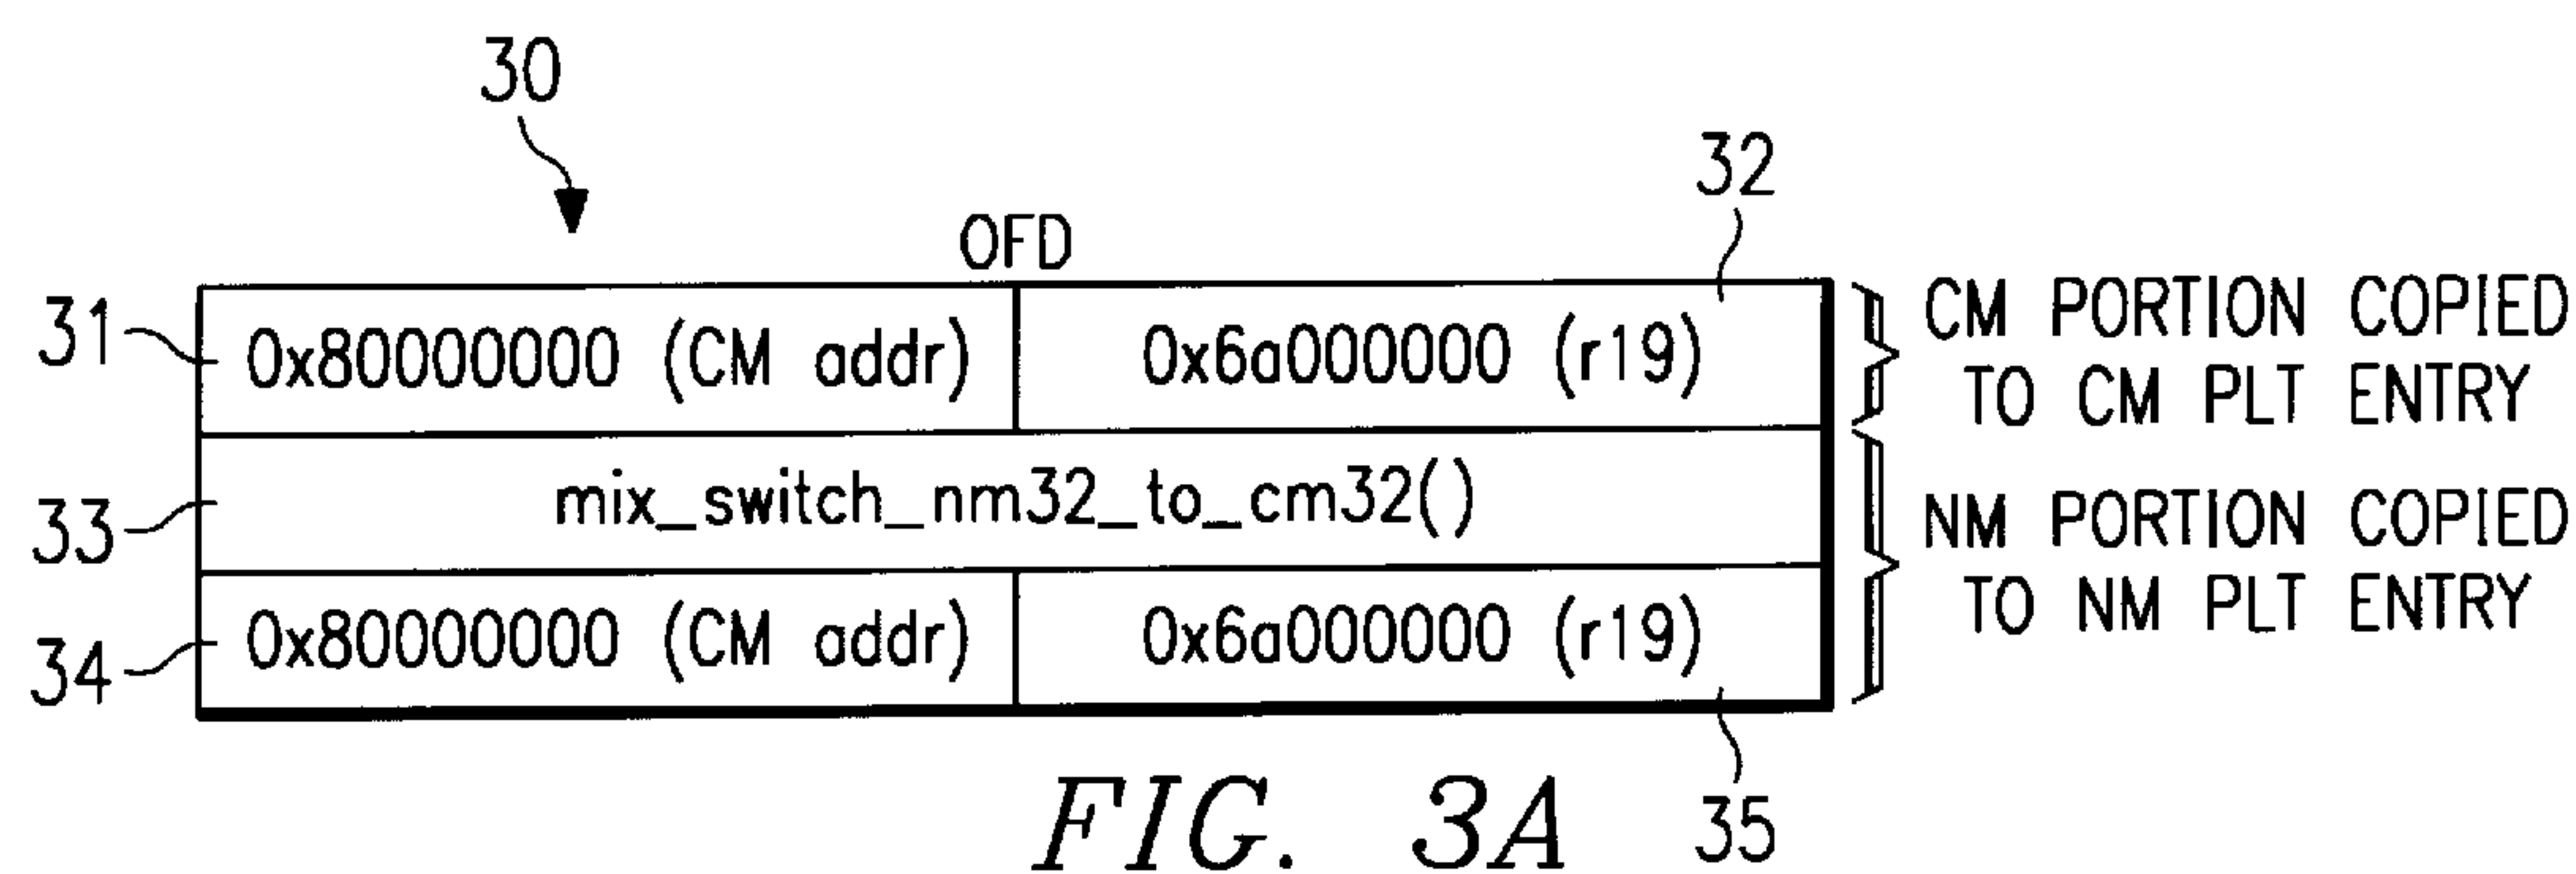 30
32
OFD
31
0x80000000 (CM addr)
0x6a000000 (r19)
CM PORTION COPIED
TO CM PLT ENTRY
33
mix_switch_nm32_to_cm32()
NM PORTION COPIED
TO NM PLT ENTRY
34
0x80000000 (CM addr)
0x6a000000 (r19)
35
FIG. 3A